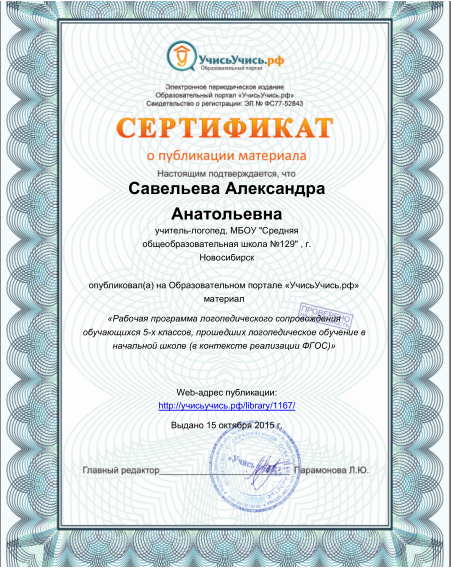 УчисьУчись.рф
Образовательный портал
Электронное периодическое издание
Образовательный портал «УчисьУчись.рф»
Свидетельство о регистрации: ЭЛ № ФС77-52843
СЕРТИФИКАТ
о публикации материала
Настоящим подтверждается, что
Савельева Александра
Анатольевна
учитель-логопед, МБОУ "Средняя
общеобразовательная школа №129" , г.
Новосибирск
опубликовал(а) на Образовательном портале «УчисьУчись.рф»
материал
ПРОВЕРЕНО
«Рабочая программа логопедического сопровождения
обучающихся 5-х классов, прошедших логопедическое обучение в
начальной школе (в контексте реализации ФГОС)»
Web-адрес публикации:
http://учисьучись.рф/library/1167/
Выдано 15 октября 2015 г.
Главный редактор Парамонова Л.Ю.